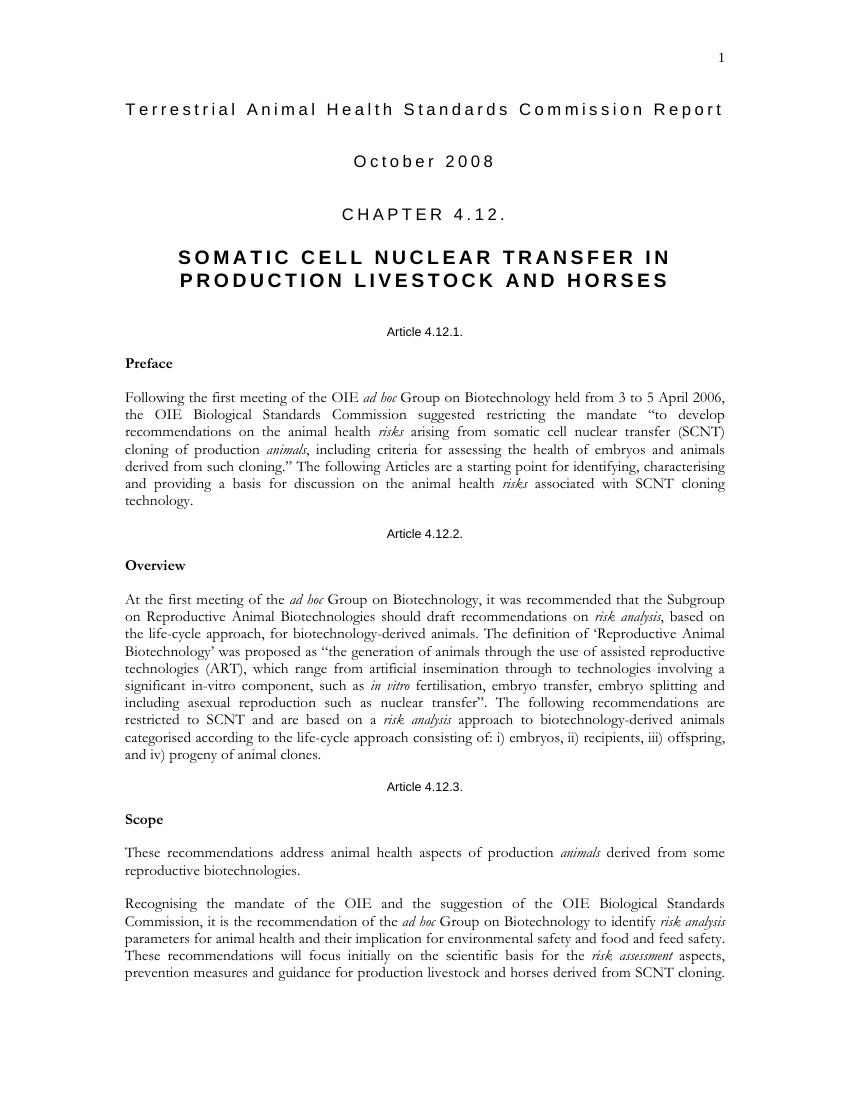 1
Terrestrial Animal Health Standards Commission Report
October 2008
CHAPTER 4.12.
SOMATIC CELL NUCLEAR TRANSFER IN
PRODUCTION LIVESTOCK AND HORSES
Article 4.12.1.
Preface
Following the first meeting of the OIE ad hoc Group on Biotechnology held from 3 to 5 April 2006,
the OIE Biological Standards Commission suggested restricting the mandate “to develop
recommendations on the animal health risks arising from somatic cell nuclear transfer (SCNT)
cloning of production animals, including criteria for assessing the health of embryos and animals
derived from such cloning.” The following Articles are a starting point for identifying, characterising
and providing a basis for discussion on the animal health risks associated with SCNT cloning
technology.
Article 4.12.2.
Overview
At the first meeting of the ad hoc Group on Biotechnology, it was recommended that the Subgroup
on Reproductive Animal Biotechnologies should draft recommendations on risk analysis, based on
the life-cycle approach, for biotechnology-derived animals. The definition of ‘Reproductive Animal
Biotechnology’ was proposed as “the generation of animals through the use of assisted reproductive
technologies (ART), which range from artificial insemination through to technologies involving a
significant in-vitro component, such as in vitro fertilisation, embryo transfer, embryo splitting and
including asexual reproduction such as nuclear transfer”. The following recommendations are
restricted to SCNT and are based on a risk analysis approach to biotechnology-derived animals
categorised according to the life-cycle approach consisting of: i) embryos, ii) recipients, iii) offspring,
and iv) progeny of animal clones.
Article 4.12.3.
Scope
These recommendations address animal health aspects of production animals derived from some
reproductive biotechnologies.
Recognising the mandate of the OIE and the suggestion of the OIE Biological Standards
Commission, it is the recommendation of the ad hoc Group on Biotechnology to identify risk analysis
parameters for animal health and their implication for environmental safety and food and feed safety.
These recommendations will focus initially on the scientific basis for the risk assessment aspects,
prevention measures and guidance for production livestock and horses derived from SCNT cloning.